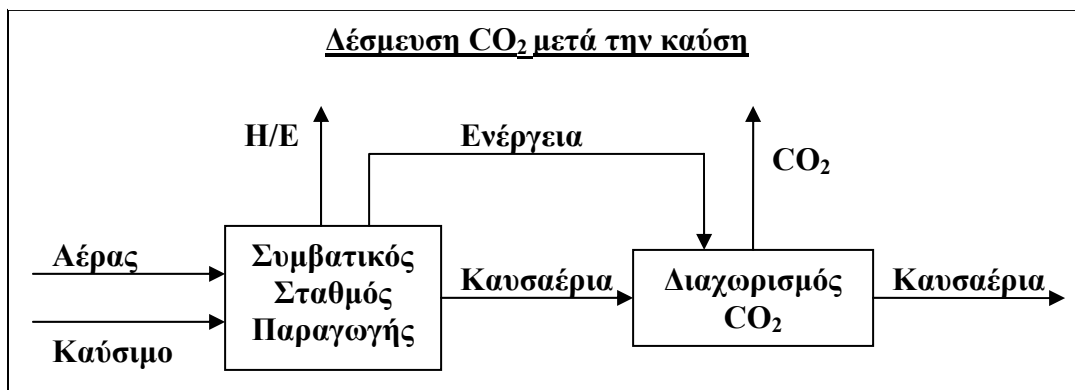 Δέσμευση CO₂ μετά την καύση
Η/Ε
Ενέργεια
CO₂
Αέρας
Καύσιμο
Συμβατικός
Σταθμός
Παραγωγής
Καυσαέρια
Διαχωρισμός
CO₂
Καυσαέρια